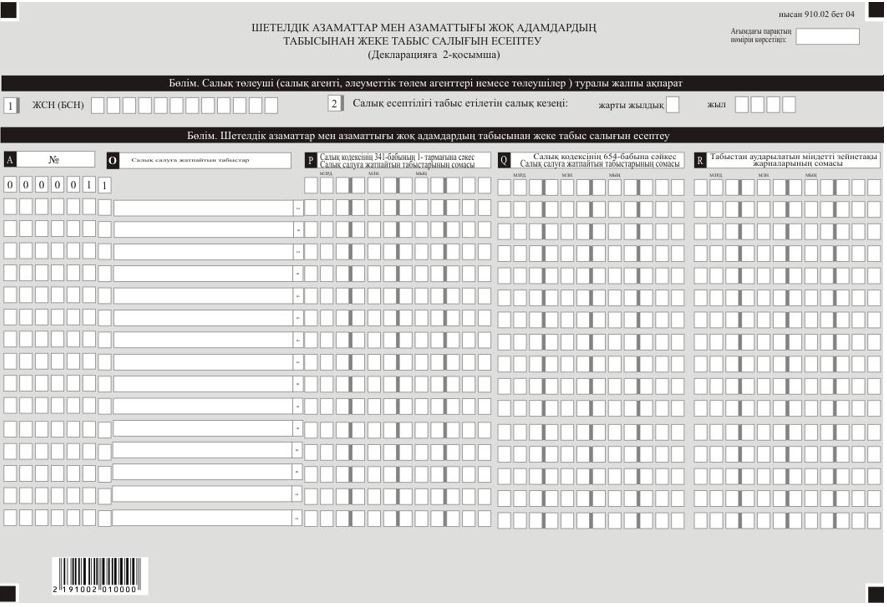 нысан 910.02 бет 04
ШЕТЕЛДІК АЗАМАТТАР МЕН АЗАМАТТЫҒЫ ЖОҚ АДАМДАРДЫҢ
ТАБЫСЫНАН ЖЕКЕ ТАБЫС САЛЫҒЫН ЕСЕПТЕУ
(Декларацияға 2-қосымша)
Ағымдағы парақтың
нөмірін көрсетіңіз:
Бөлім. Салық төлеуші (салық агенті, әлеуметтік төлем агенттері немесе төлеушілер ) туралы жалпы ақпарат
1 ЖСН (БСН) 2 Салық есептілігі табыс етілетін салық кезеңі: жарты жылдық жыл
Бөлім. Шетелдік азаматтар мен азаматтығы жоқ адамдардың табысынан жеке табыс салығын есептеу
A № O Салық салуға жатпайтын табыстар P Салық кодексінің 341-бабының 1- тармағына сәкес Q Салық кодексінің 654-бабына сәйкес R Табыстан аударылатын міндетті зейнетақы
Салық салуға жатпайтын табыстарының сомасы Салық салуға жатпайтын табыстарының сомасы жарналарының сомасы
МЛРД. МЛН. МЫҢ. МЛРД. МЛН. МЫҢ. МЛРД. МЛН. МЫҢ.
0 0 0 0 0 1 1
2 191002 010000